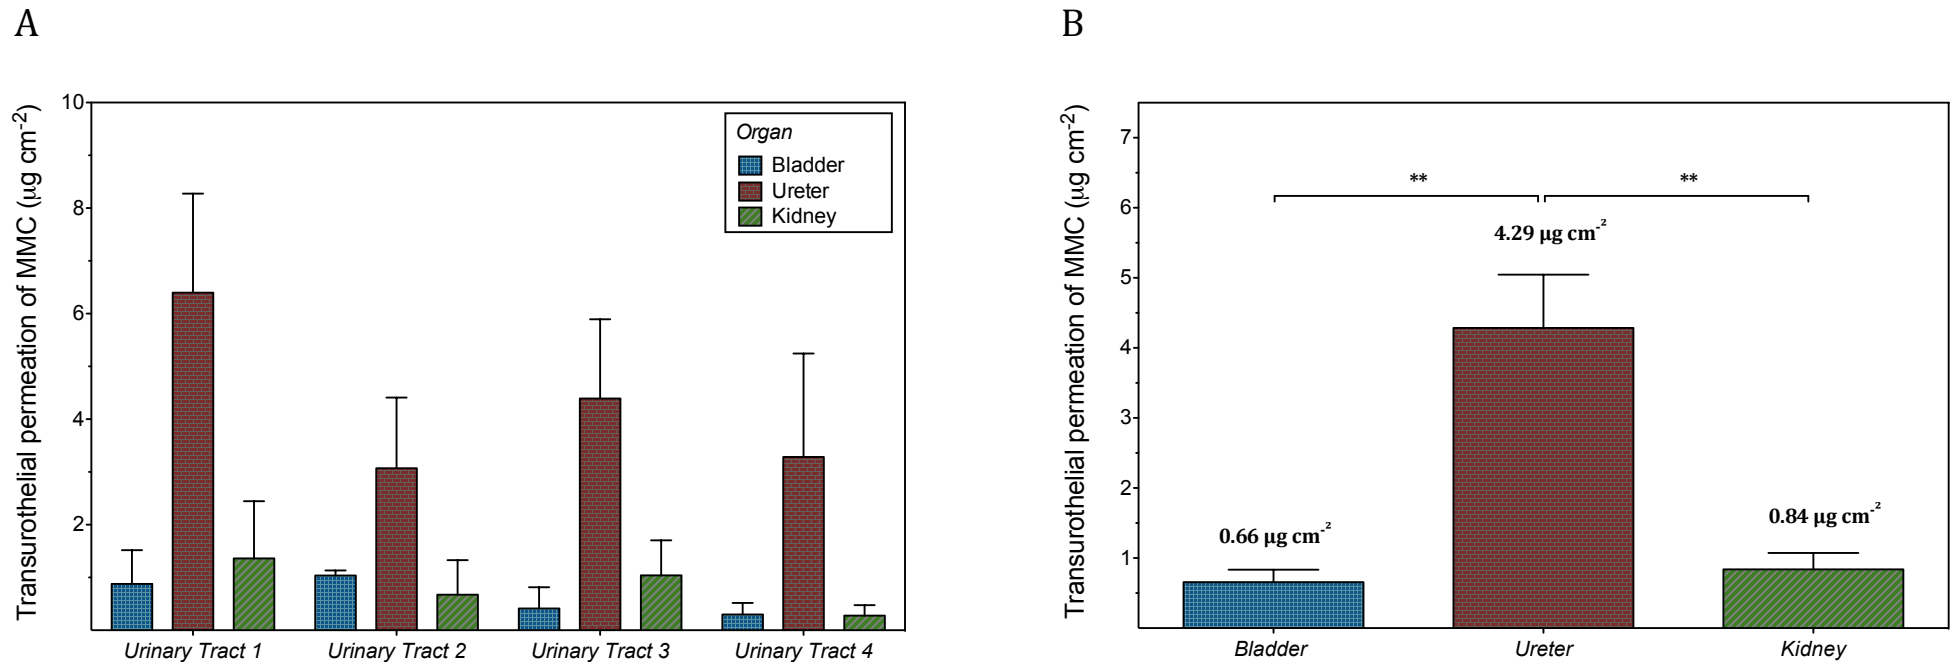 A
Transurothelial permeation of MMC (μg cm⁻²)
10
8
6
4
2
Organ
Bladder
Ureter
Kidney
Urinary Tract 1
Urinary Tract 2
Urinary Tract 3
Urinary Tract 4
B
Transurothelial permeation of MMC (μg cm⁻²)
7
6
5
4
3
2
1
**
**
4.29 μg cm⁻²
0.66 μg cm⁻²
0.84 μg cm⁻²
Bladder
Ureter
Kidney